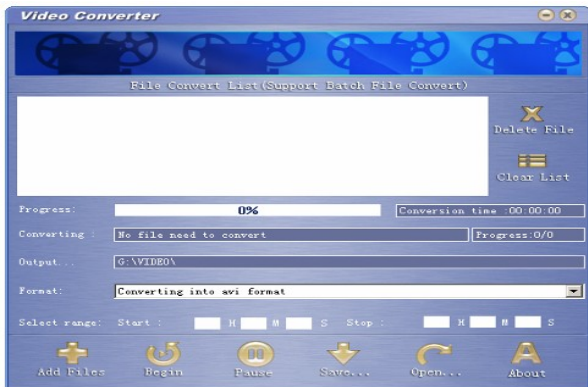 Video Converter
File Convert List(Support Batch File Convert)
Delete File
Clear List
Progress: 0% Conversion time :00:00:00
Converting : No file need to convert Progress:0/0
Output... G:\VIDEO\
Format: Converting into avi format
Select range: Start : H M S Stop : H M S
Add Files Begin Pause Save... Open... About